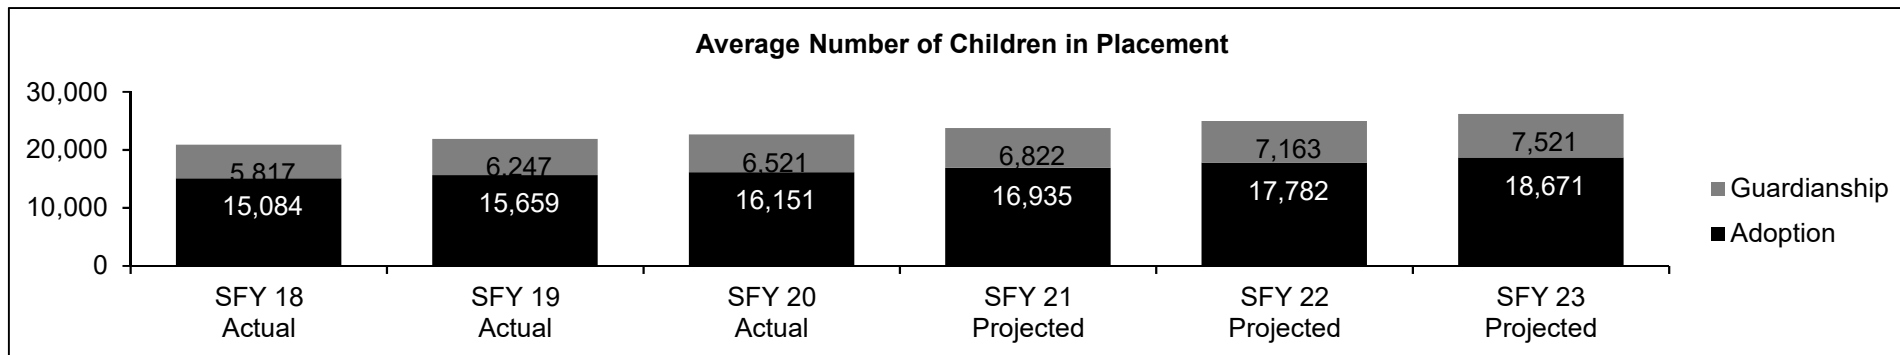 Average Number of Children in Placement
30,000
20,000
10,000
0
5,817
6,247
6,521
6,822
7,163
7,521
15,084
15,659
16,151
16,935
17,782
18,671
Guardianship
Adoption
SFY 18
Actual
SFY 19
Actual
SFY 20
Actual
SFY 21
Projected
SFY 22
Projected
SFY 23
Projected